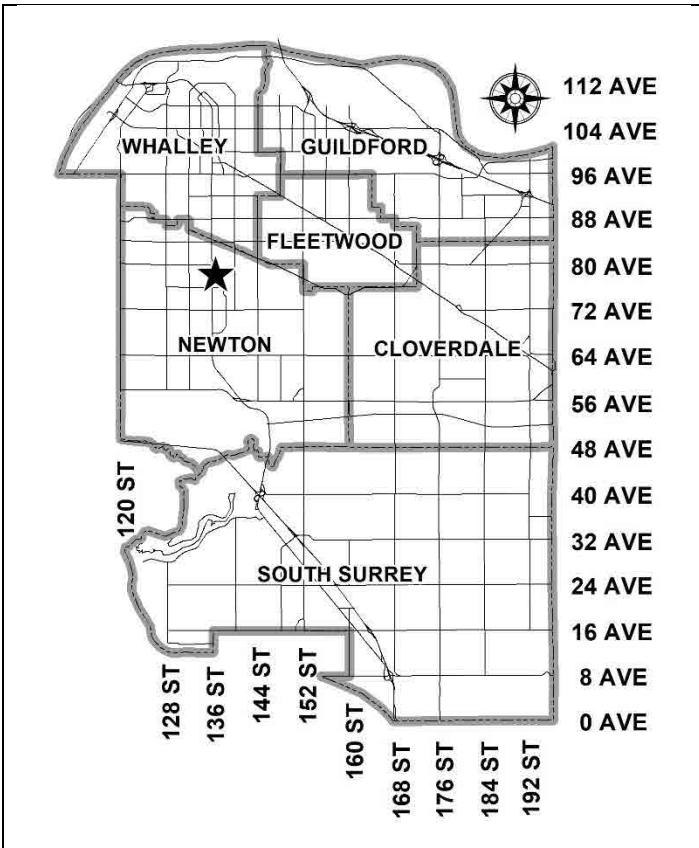 112 AVE
104 AVE
WHALLEY
GUILDFORD
96 AVE
88 AVE
FLEETWOOD
80 AVE
72 AVE
NEWTON
CLOVERDALE
64 AVE
56 AVE
48 AVE
120 ST
40 AVE
32 AVE
SOUTH SURREY
24 AVE
16 AVE
128 ST
136 ST
144 ST
152 ST
160 ST
8 AVE
0 AVE
168 ST
176 ST
184 ST
192 ST